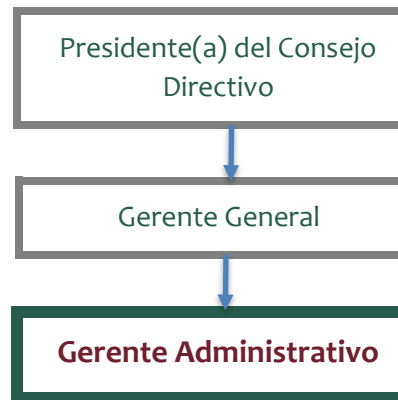 Presidente(a) del Consejo
Directivo
Gerente General
Gerente Administrativo